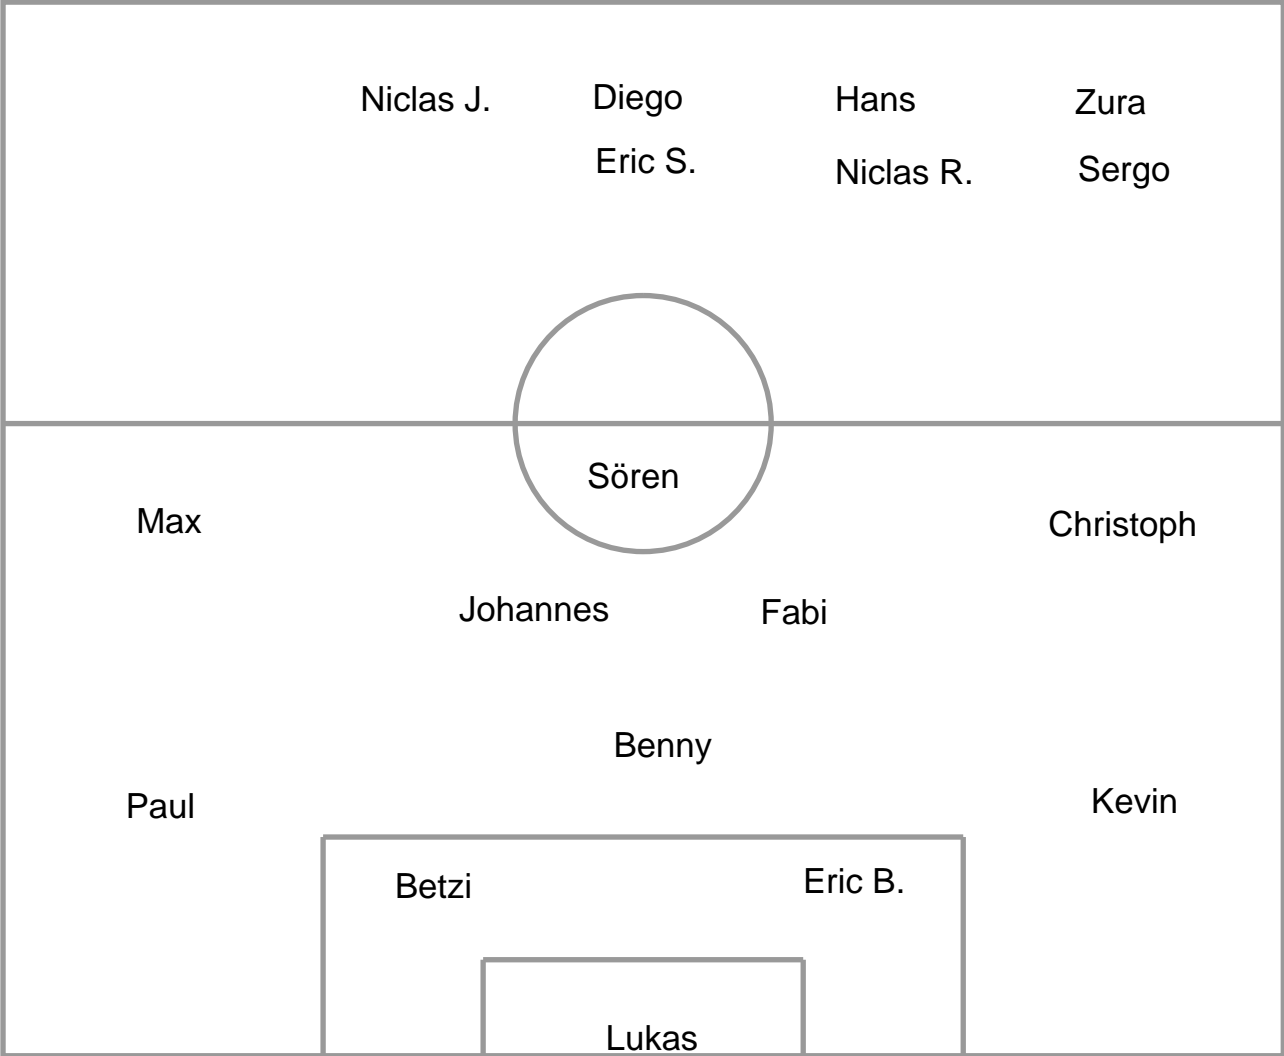 Niclas J.
Diego
Hans
Zura
Eric S.
Niclas R.
Sergo
Sören
Max
Christoph
Johannes
Fabi
Benny
Paul
Kevin
Betzi
Eric B.
Lukas